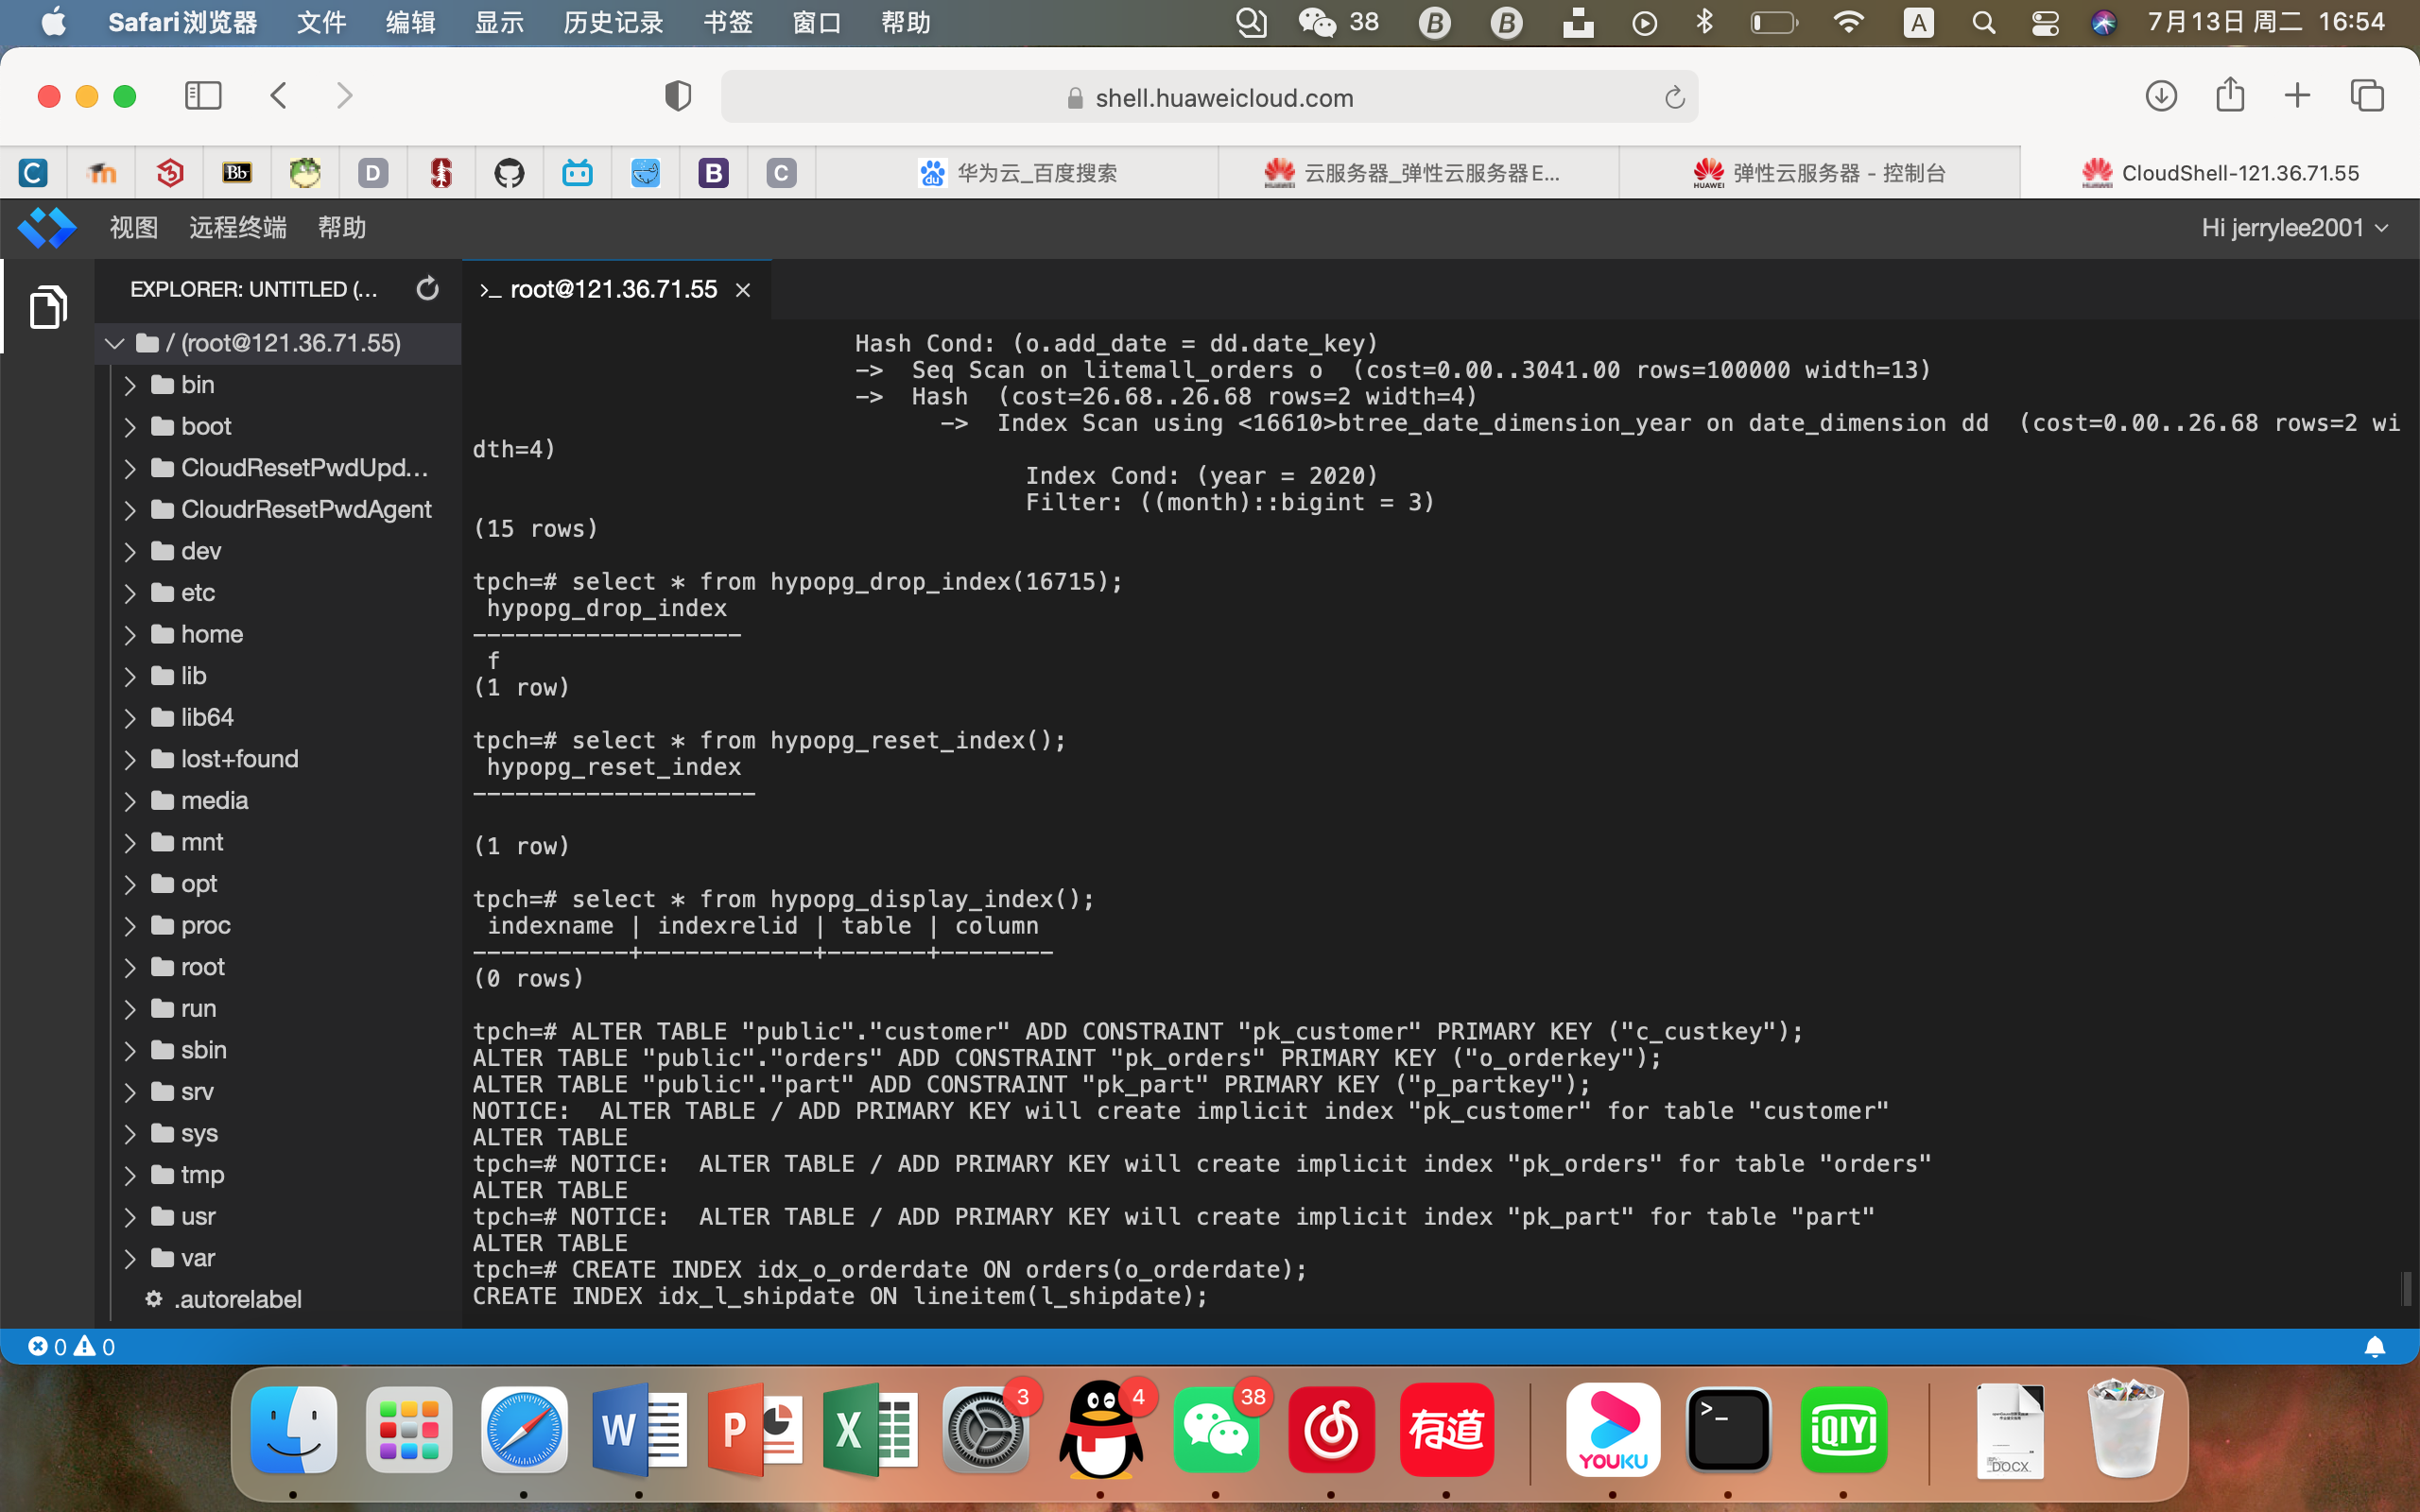 Safari浏览器 文件 编辑 显示 历史记录 书签 窗口 帮助 38 A 7月13日 周二 16:54
shell.huaweicloud.com
Bb D B C 华为云_百度搜索 云服务器_弹性云服务器E... 弹性云服务器 - 控制台 CloudShell-121.36.71.55
视图 远程终端 帮助 Hi jerrylee2001
EXPLORER: UNTITLED (...
/ (root@121.36.71.55)
bin
boot
CloudResetPwdUpd...
CloudrResetPwdAgent
dev
etc
home
lib
lib64
lost+found
media
mnt
opt
proc
root
run
sbin
srv
sys
tmp
usr
var
.autorelabel
>_ root@121.36.71.55 ×
Hash Cond: (o.add_date = dd.date_key)
-> Seq Scan on litemall_orders o (cost=0.00..3041.00 rows=100000 width=13)
-> Hash (cost=26.68..26.68 rows=2 width=4)
-> Index Scan using <16610>btree_date_dimension_year on date_dimension dd (cost=0.00..26.68 rows=2 wi
dth=4)
Index Cond: (year = 2020)
Filter: ((month)::bigint = 3)
(15 rows)
tpch=# select * from hypopg_drop_index(16715);
hypopg_drop_index
-------------------
f
(1 row)
tpch=# select * from hypopg_reset_index();
hypopg_reset_index
--------------------
(1 row)
tpch=# select * from hypopg_display_index();
indexname | indexrelid | table | column
-----------+------------+-------+--------
(0 rows)
tpch=# ALTER TABLE "public"."customer" ADD CONSTRAINT "pk_customer" PRIMARY KEY ("c_custkey");
ALTER TABLE "public"."orders" ADD CONSTRAINT "pk_orders" PRIMARY KEY ("o_orderkey");
ALTER TABLE "public"."part" ADD CONSTRAINT "pk_part" PRIMARY KEY ("p_partkey");
NOTICE:  ALTER TABLE / ADD PRIMARY KEY will create implicit index "pk_customer" for table "customer"
ALTER TABLE
tpch=# NOTICE:  ALTER TABLE / ADD PRIMARY KEY will create implicit index "pk_orders" for table "orders"
ALTER TABLE
tpch=# NOTICE:  ALTER TABLE / ADD PRIMARY KEY will create implicit index "pk_part" for table "part"
ALTER TABLE
tpch=# CREATE INDEX idx_o_orderdate ON orders(o_orderdate);
CREATE INDEX idx_l_shipdate ON lineitem(l_shipdate);
0 0
3 4 38
W P X 有道 YOUKU >_ iQIYI DOCX